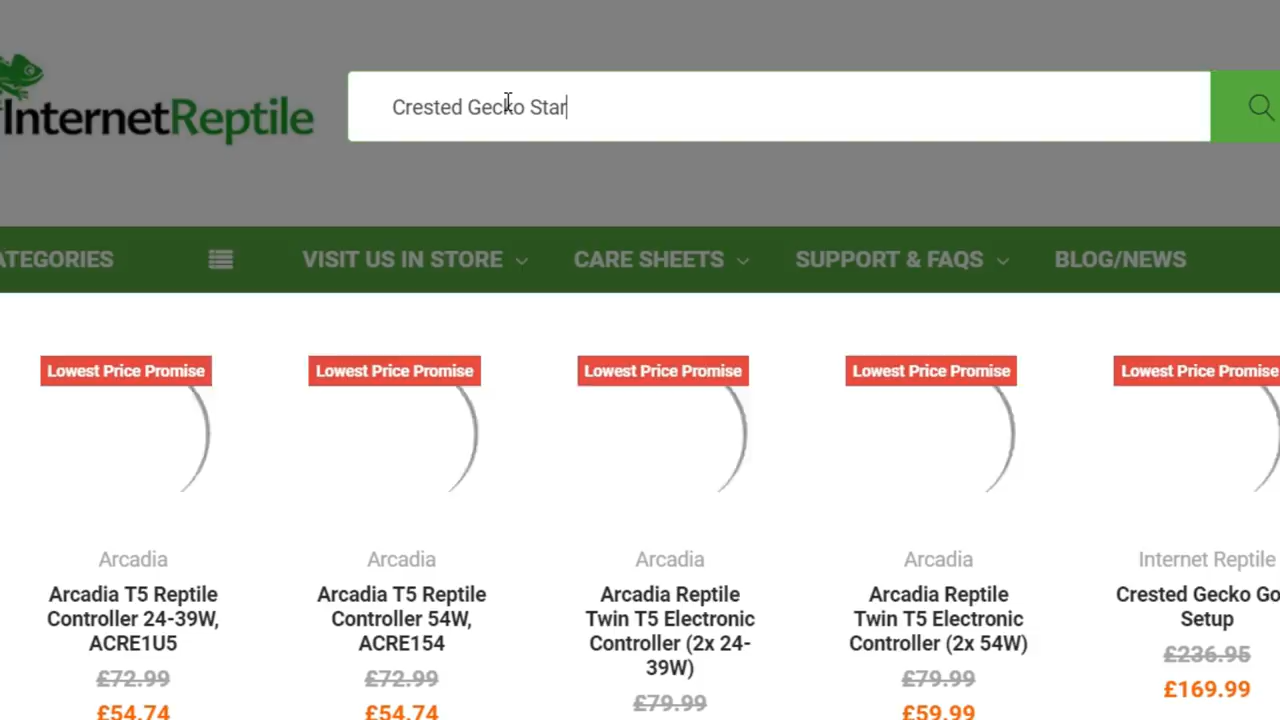 InternetReptile
Crested Gecko Star
ATEGORIES
VISIT US IN STORE
CARE SHEETS
SUPPORT & FAQS
BLOG/NEWS
Lowest Price Promise
Lowest Price Promise
Lowest Price Promise
Lowest Price Promise
Lowest Price Promise
Arcadia
Arcadia T5 Reptile
Controller 24-39W,
ACRE1U5
£72.99
£54.74
Arcadia
Arcadia T5 Reptile
Controller 54W,
ACRE154
£72.99
£54.74
Arcadia
Arcadia Reptile
Twin T5 Electronic
Controller (2x 24-
39W)
£79.99
Arcadia
Arcadia Reptile
Twin T5 Electronic
Controller (2x 54W)
£79.99
£59.99
Internet Reptile
Crested Gecko Go
Setup
£236.95
£169.99